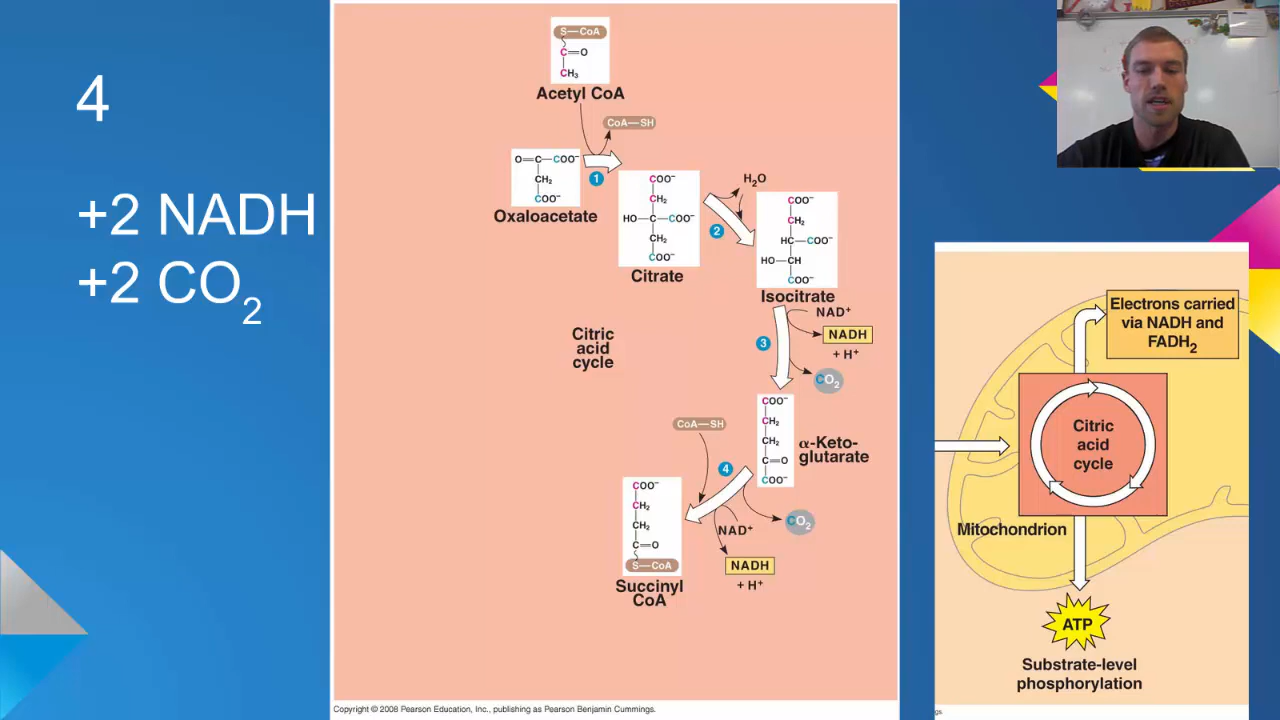 4
+2 NADH
+2 CO2
S—CoA
C=O
CH3
Acetyl CoA
CoA—SH
O=C—COO−
CH2
COO−
Oxaloacetate
1
COO−
CH2
HO—C—COO−
CH2
COO−
Citrate
H2O
2
COO−
CH2
HC—COO−
HO—CH
COO−
Isocitrate
NAD+
NADH
+ H+
3
CO2
Citric
acid
cycle
COO−
CH2
CH2
C=O
COO−
α-Keto-
glutarate
CoA—SH
4
CO2
NAD+
NADH
+ H+
COO−
CH2
CH2
C=O
S—CoA
Succinyl
CoA
Copyright © 2008 Pearson Education, Inc., publishing as Pearson Benjamin Cummings.
Electrons carried
via NADH and
FADH2
Citric
acid
cycle
Mitochondrion
ATP
Substrate-level
phosphorylation
gs.